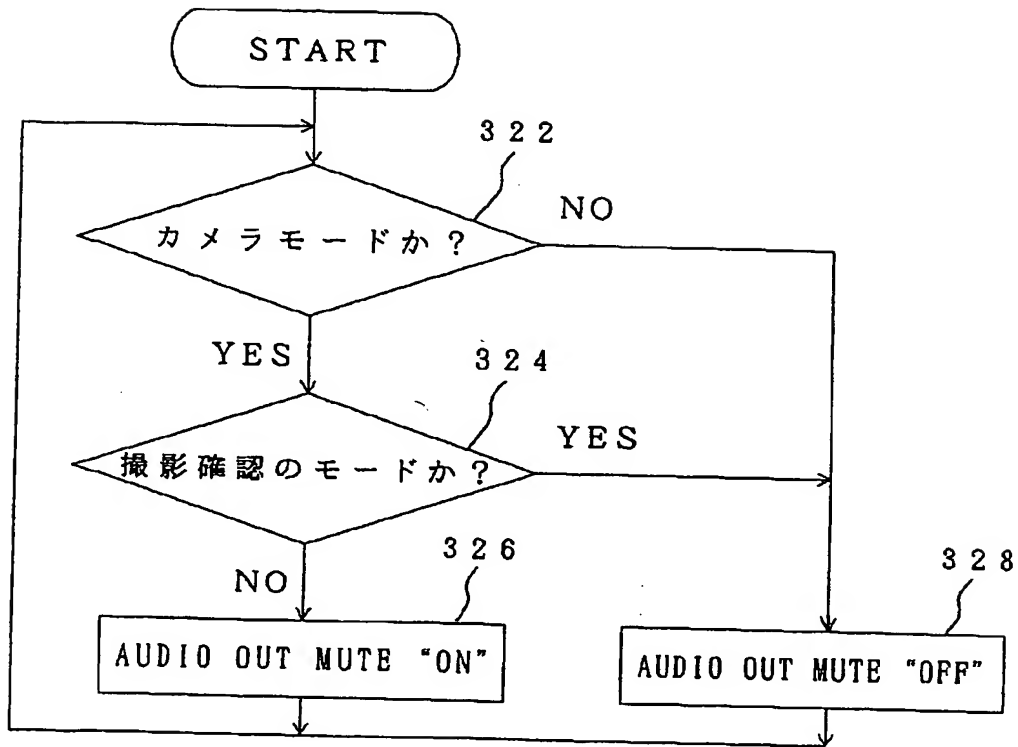 START
322
カメラモードか?
NO
YES
324
撮影確認のモードか?
YES
NO
326
328
AUDIO OUT MUTE "ON"
AUDIO OUT MUTE "OFF"